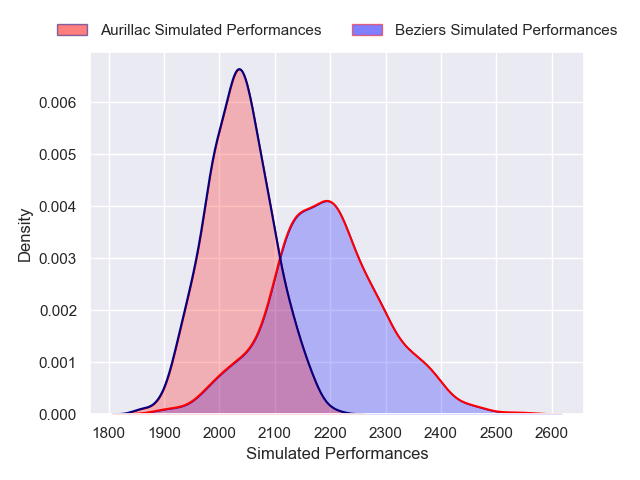 Aurillac Simulated Performances Beziers Simulated Performances
0.006
0.005
0.004
0.003
0.002
0.001
0.000
Density
1800 1900 2000 2100 2200 2300 2400 2500 2600
Simulated Performances